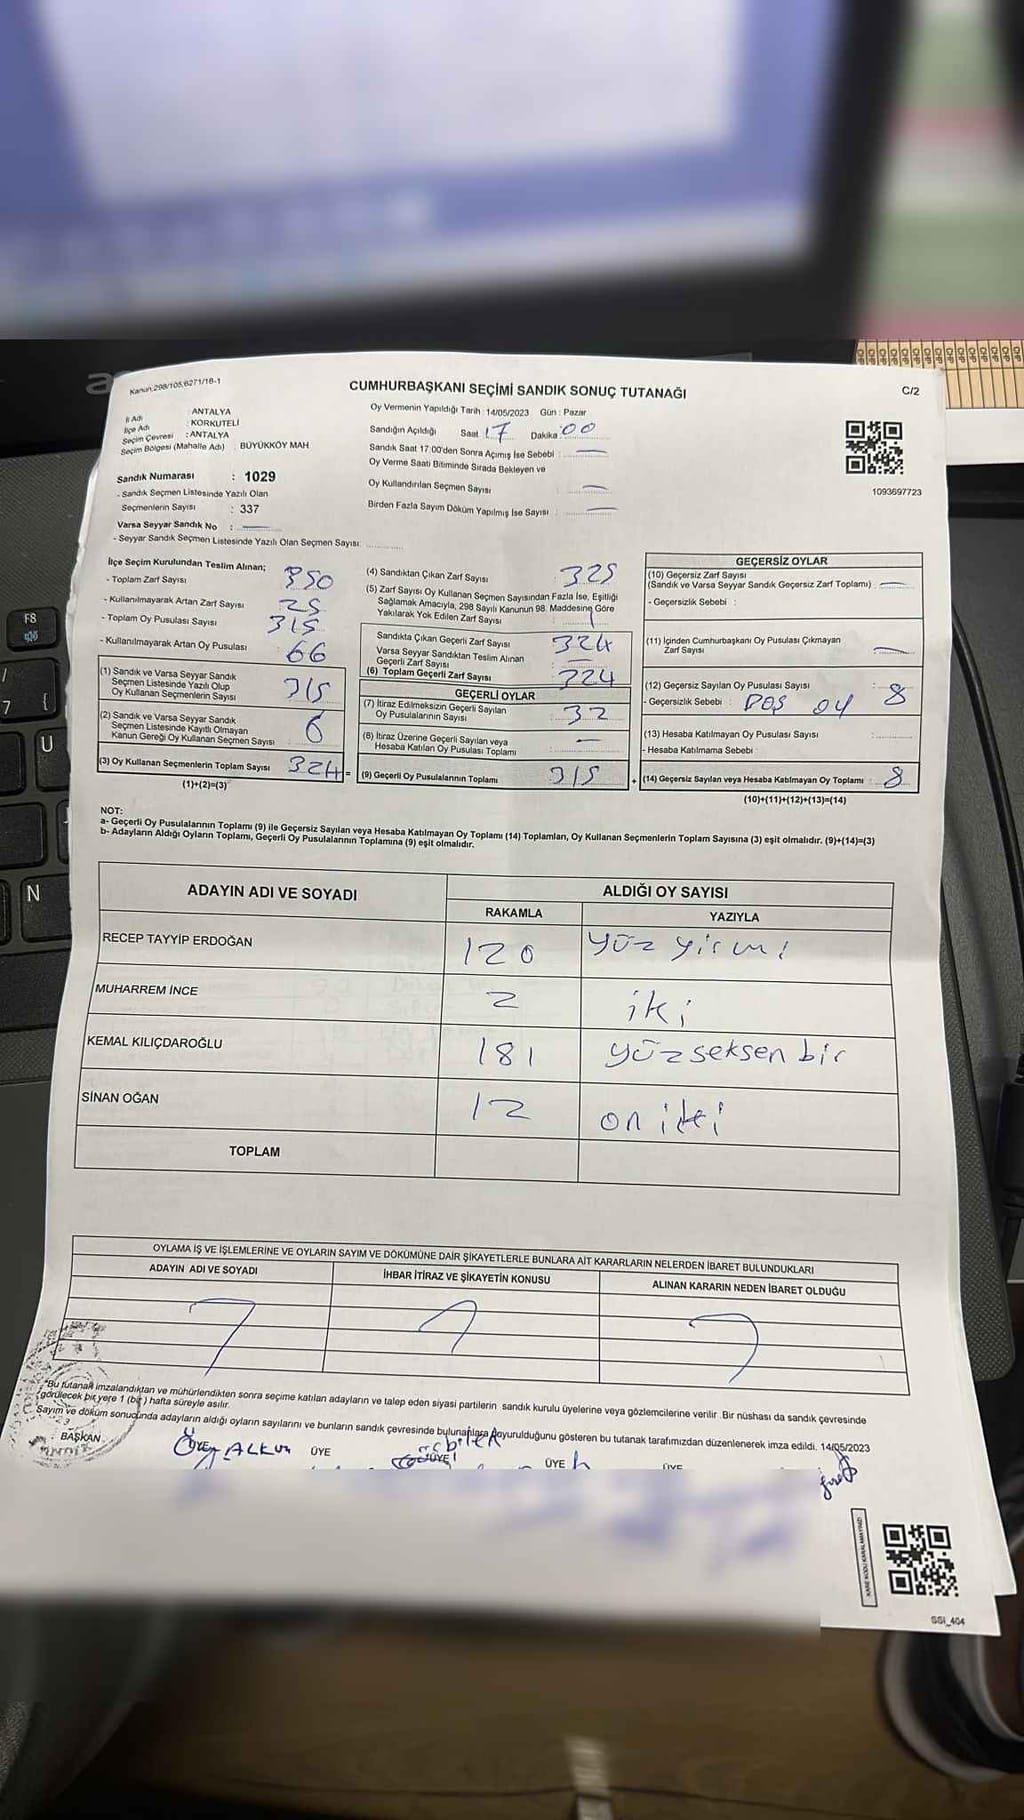 Kanun:298/105,6271/18-1
CUMHURBAŞKANI SEÇİMİ SANDIK SONUÇ TUTANAĞI
C/2
İl Adı : ANTALYA
İlçe Adı : KORKUTELİ
Seçim Çevresi : ANTALYA
Seçim Bölgesi (Mahalle Adı) : BÜYÜKKÖY MAH
Sandık Numarası : 1029
- Sandık Seçmen Listesinde Yazılı Olan
Seçmenlerin Sayısı : 337
Varsa Seyyar Sandık No :
- Seyyar Sandık Seçmen Listesinde Yazılı Olan Seçmen Sayısı:
Oy Vermenin Yapıldığı Tarih : 14/05/2023 Gün : Pazar
Sandığın Açıldığı Saat 17 Dakika : 00
Sandık Saat 17:00'den Sonra Açımış İse Sebebi :
Oy Verme Saati Bitiminde Sırada Bekleyen ve
Oy Kullandırılan Seçmen Sayısı
Birden Fazla Sayım Döküm Yapılmış İse Sayısı :
1093697723
İlçe Seçim Kurulundan Teslim Alınan;
- Toplam Zarf Sayısı 350
- Kullanılmayarak Artan Zarf Sayısı 25
- Toplam Oy Pusulası Sayısı 315
- Kullanılmayarak Artan Oy Pusulası 66
(1) Sandık ve Varsa Seyyar Sandık
Seçmen Listesinde Yazılı Olup
Oy Kullanan Seçmenlerin Sayısı 315
(2) Sandık ve Varsa Seyyar Sandık
Seçmen Listesinde Kayıtlı Olmayan
Kanun Gereği Oy Kullanan Seçmen Sayısı 6
(3) Oy Kullanan Seçmenlerin Toplam Sayısı 324 =
(1)+(2)=(3)
(4) Sandıktan Çıkan Zarf Sayısı : 325
(5) Zarf Sayısı Oy Kullanan Seçmen Sayısından Fazla İse, Eşitliği
Sağlamak Amacıyla, 298 Sayılı Kanunun 98. Maddesine Göre
Yakılarak Yok Edilen Zarf Sayısı : 1
Sandıkta Çıkan Geçerli Zarf Sayısı : 324
Varsa Seyyar Sandıktan Teslim Alınan
Geçerli Zarf Sayısı
(6) Toplam Geçerli Zarf Sayısı : 324
GEÇERLİ OYLAR
(7) İtiraz Edilmeksizin Geçerli Sayılan
Oy Pusulalarının Sayısı : 32
(8) İtiraz Üzerine Geçerli Sayılan veya
Hesaba Katılan Oy Pusulası Toplamı
(9) Geçerli Oy Pusulalarının Toplamı 315 +
GEÇERSİZ OYLAR
(10) Geçersiz Zarf Sayısı
(Sandık ve Varsa Seyyar Sandık Geçersiz Zarf Toplamı)
- Geçersizlik Sebebi :
(11) İçinden Cumhurbaşkanı Oy Pusulası Çıkmayan
Zarf Sayısı
(12) Geçersiz Sayılan Oy Pusulası Sayısı : 8
- Geçersizlik Sebebi : BOŞ OY
(13) Hesaba Katılmayan Oy Pusulası Sayısı :
- Hesaba Katılmama Sebebi :
(14) Geçersiz Sayılan veya Hesaba Katılmayan Oy Toplamı : 8
(10)+(11)+(12)+(13)=(14)
NOT:
a- Geçerli Oy Pusulalarının Toplamı (9) ile Geçersiz Sayılan veya Hesaba Katılmayan Oy Toplamı (14) Toplamları, Oy Kullanan Seçmenlerin Toplam Sayısına (3) eşit olmalıdır. (9)+(14)=(3)
b- Adayların Aldığı Oyların Toplamı, Geçerli Oy Pusulalarının Toplamına (9) eşit olmalıdır.
ADAYIN ADI VE SOYADI ALDIĞI OY SAYISI
RAKAMLA YAZIYLA
RECEP TAYYİP ERDOĞAN 120 yüz yirmi
MUHARREM İNCE 2 iki
KEMAL KILIÇDAROĞLU 181 yüz seksen bir
SİNAN OĞAN 12 on iki
TOPLAM
OYLAMA İŞ VE İŞLEMLERİNE VE OYLARIN SAYIM VE DÖKÜMÜNE DAİR ŞİKAYETLERLE BUNLARA AİT KARARLARIN NELERDEN İBARET BULUNDUKLARI
ADAYIN ADI VE SOYADI İHBAR İTİRAZ VE ŞİKAYETİN KONUSU ALINAN KARARIN NEDEN İBARET OLDUĞU
*Bu tutanak imzalandıktan ve mühürlendikten sonra seçime katılan adayların ve talep eden siyasi partilerin sandık kurulu üyelerine veya gözlemcilerine verilir. Bir nüshası da sandık çevresinde
görülecek bir yere 1 (bir) hafta süreyle asılır.
Sayım ve döküm sonucunda adayların aldığı oyların sayılarını ve bunların sandık çevresinde bulunanlara duyurulduğunu gösteren bu tutanak tarafımızdan düzenlenerek imza edildi. 14/05/2023
BAŞKAN ÜYE ÜYE ÜYE ÜYE ÜYE
SSİ_404
F8
7
U
N
CHP CHP CHP CHP CHP CHP